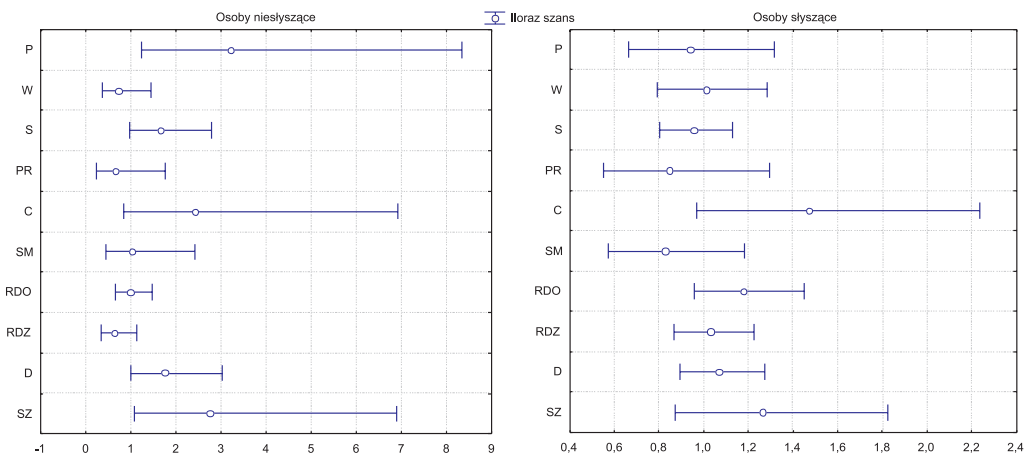 Osoby niesłyszące
Iloraz szans
Osoby słyszące
P
W
S
PR
C
SM
RDO
RDZ
D
SZ
-1 0 1 2 3 4 5 6 7 8 9
P
W
S
PR
C
SM
RDO
RDZ
D
SZ
0,4 0,6 0,8 1,0 1,2 1,4 1,6 1,8 2,0 2,2 2,4